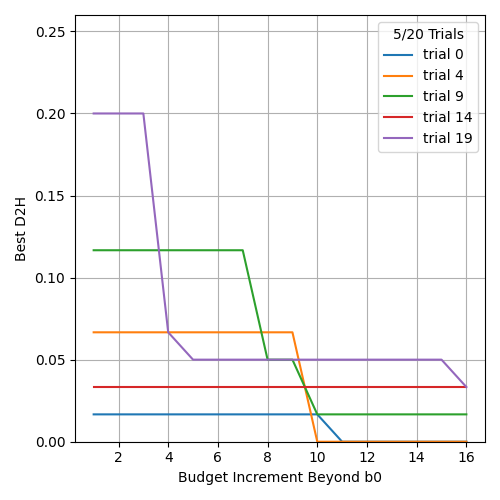 5/20 Trials
trial 0
trial 4
trial 9
trial 14
trial 19
0.25
0.20
0.15
0.10
0.05
0.00
Best D2H
2 4 6 8 10 12 14 16
Budget Increment Beyond b0